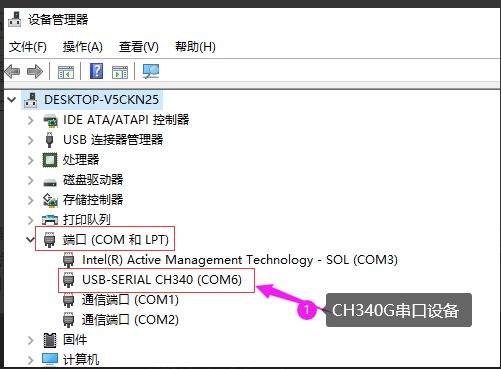 设备管理器
文件(F) 操作(A) 查看(V) 帮助(H)
DESKTOP-V5CKN25
IDE ATA/ATAPI 控制器
USB 连接器管理器
处理器
磁盘驱动器
存储控制器
打印队列
端口 (COM 和 LPT)
Intel(R) Active Management Technology - SOL (COM3)
USB-SERIAL CH340 (COM6)
通信端口 (COM1)
1 CH340G串口设备
通信端口 (COM2)
固件
计算机